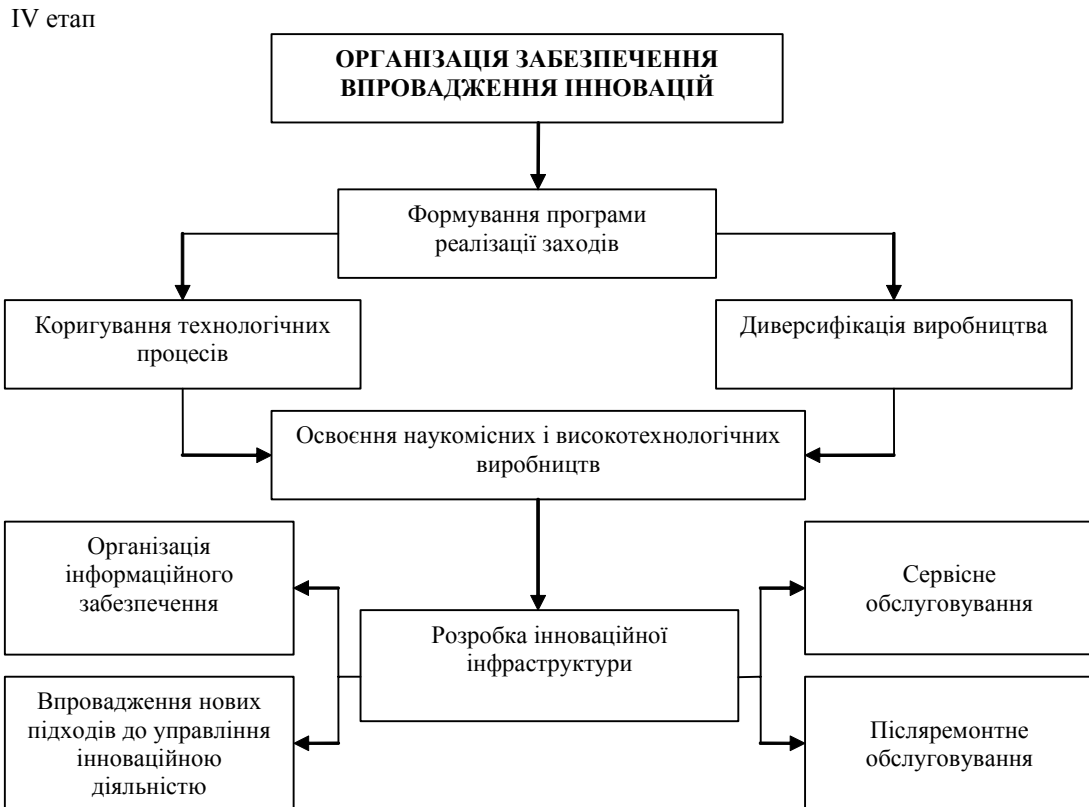 IV етап
ОРГАНІЗАЦІЯ ЗАБЕЗПЕЧЕННЯ
ВПРОВАДЖЕННЯ ІННОВАЦІЙ
Формування програми
реалізації заходів
Коригування технологічних
процесів
Диверсифікація виробництва
Освоєння наукомісних і високотехнологічних
виробництв
Організація
інформаційного
забезпечення
Сервісне
обслуговування
Розробка інноваційної
інфраструктури
Впровадження нових
підходів до управління
інноваційною
діяльністю
Післяремонтне
обслуговування